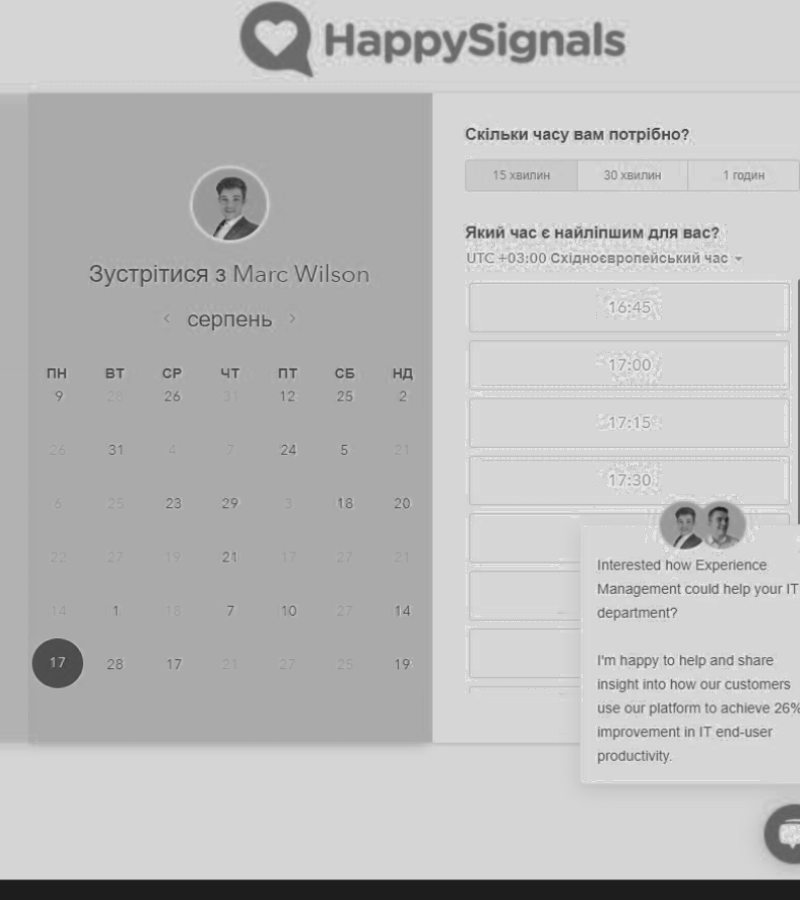 HappySignals
Зустрітися з Marc Wilson
серпень
ПН ВТ СР ЧТ ПТ СБ НД
9 28 26 31 12 25 2
26 31 4 7 24 5 21
6 25 23 29 3 18 20
22 27 19 21 17 27 21
14 1 18 7 10 27 14
17 28 17 21 27 25 19
Скільки часу вам потрібно?
15 хвилин 30 хвилин 1 годин
Який час є найліпшим для вас?
UTC +03:00 Східноєвропейський час
16:45
17:00
17:15
17:30
Interested how Experience
Management could help your IT
department?
I'm happy to help and share
insight into how our customers
use our platform to achieve 26%
improvement in IT end-user
productivity.